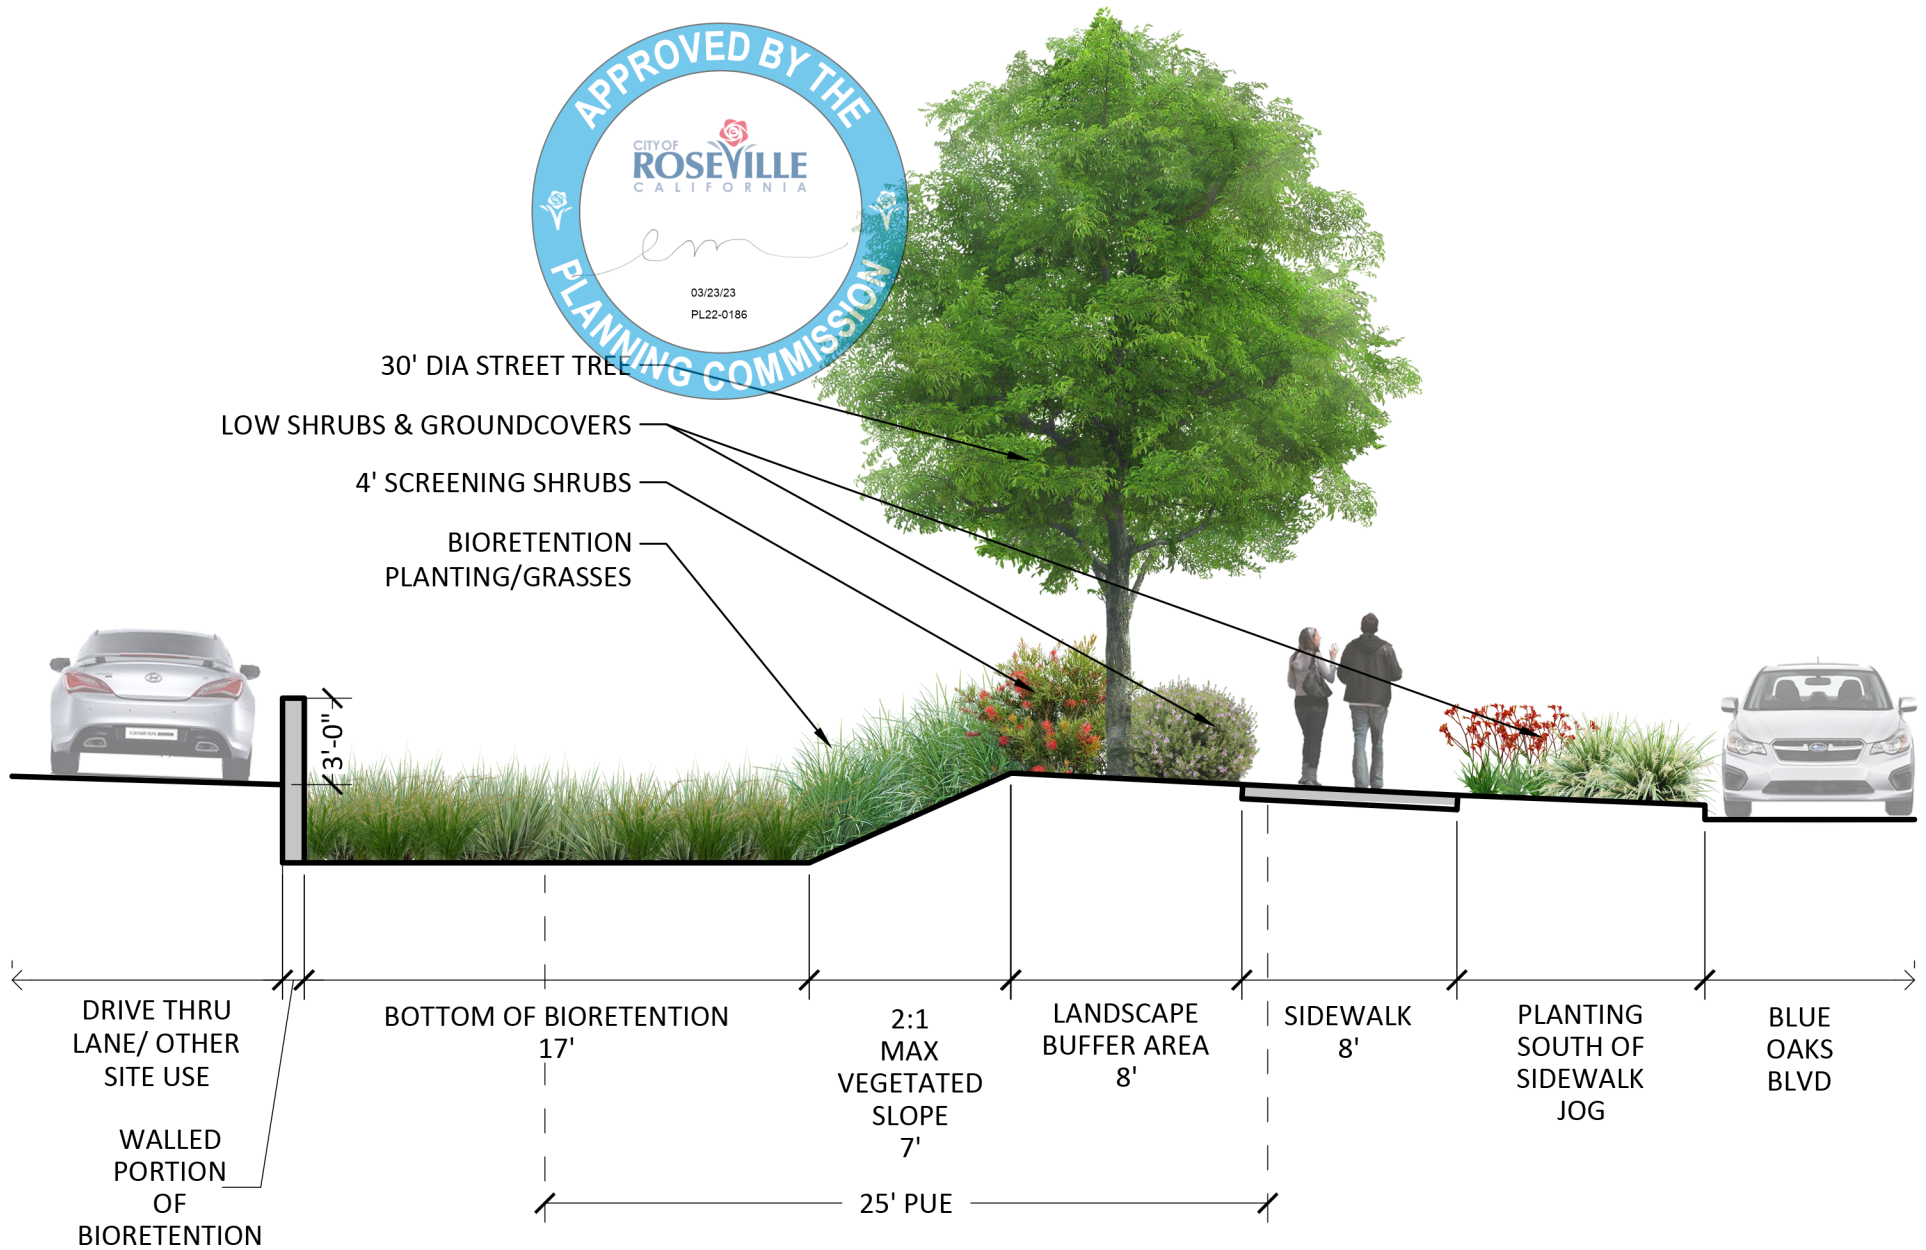 APPROVED BY THE
CITY OF
ROSEVILLE
CALIFORNIA
em
03/23/23
PL22-0186
PLANNING COMMISSION
30' DIA STREET TREE
LOW SHRUBS & GROUNDCOVERS
4' SCREENING SHRUBS
BIORETENTION
PLANTING/GRASSES
3'-0"
DRIVE THRU
LANE/ OTHER
SITE USE
WALLED
PORTION
OF
BIORETENTION
BOTTOM OF BIORETENTION
17'
2:1
MAX
VEGETATED
SLOPE
7'
LANDSCAPE
BUFFER AREA
8'
SIDEWALK
8'
PLANTING
SOUTH OF
SIDEWALK
JOG
BLUE
OAKS
BLVD
25' PUE